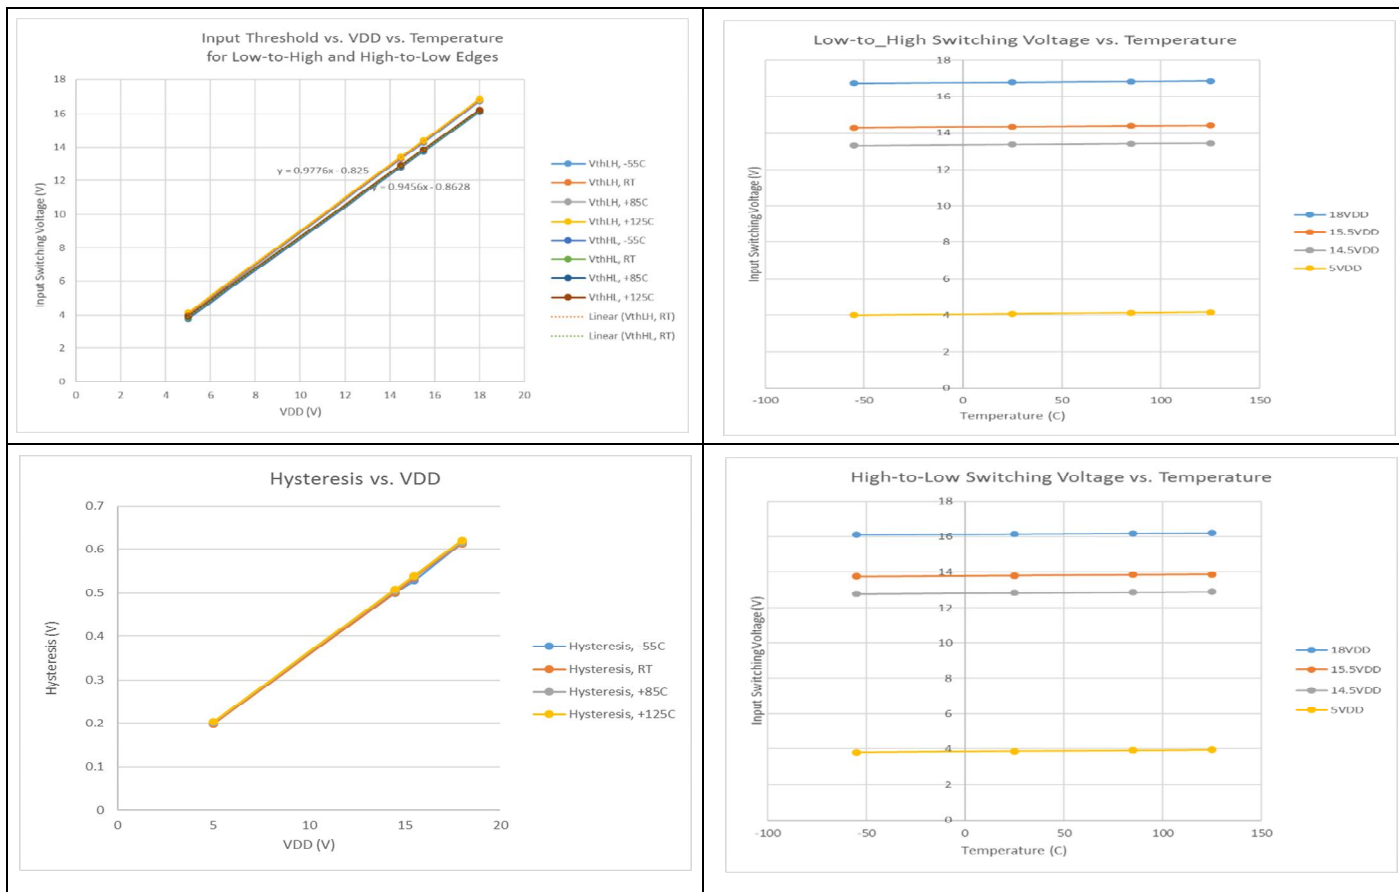 Input Threshold vs. VDD vs. Temperature
for Low-to-High and High-to-Low Edges
18
16
14
12
10
8
6
4
2
0
Input Switching Voltage (V)
y = 0.9776x - 0.825
y = 0.9456x - 0.8628
0 2 4 6 8 10 12 14 16 18 20
VDD (V)
VthLH, -55C
VthLH, RT
VthLH, +85C
VthLH, +125C
VthHL, -55C
VthHL, RT
VthHL, +85C
VthHL, +125C
Linear (VthLH, RT)
Linear (VthHL, RT)
Low-to_High Switching Voltage vs. Temperature
18
16
14
12
10
8
6
4
2
0
Input Switching Voltage (V)
-100 -50 0 50 100 150
Temperature (C)
18VDD
15.5VDD
14.5VDD
5VDD
Hysteresis vs. VDD
0.7
0.6
0.5
0.4
0.3
0.2
0.1
0
Hysteresis (V)
0 5 10 15 20
VDD (V)
Hysteresis, 55C
Hysteresis, RT
Hysteresis, +85C
Hysteresis, +125C
High-to-Low Switching Voltage vs. Temperature
18
16
14
12
10
8
6
4
2
0
Input Switching Voltage (V)
-100 -50 0 50 100 150
Temperature (C)
18VDD
15.5VDD
14.5VDD
5VDD